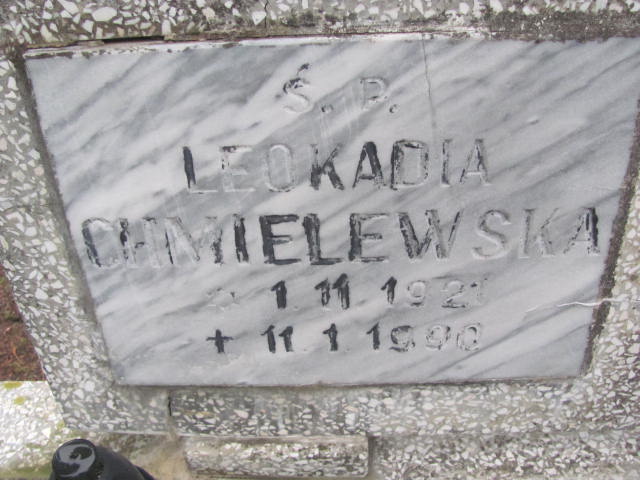 Ś. P.
LEOKADIA
CHMIELEWSKA
☆ 1. 11 1921
+ 11. 1. 1990